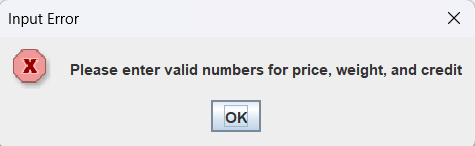 Input Error
Please enter valid numbers for price, weight, and credit
OK